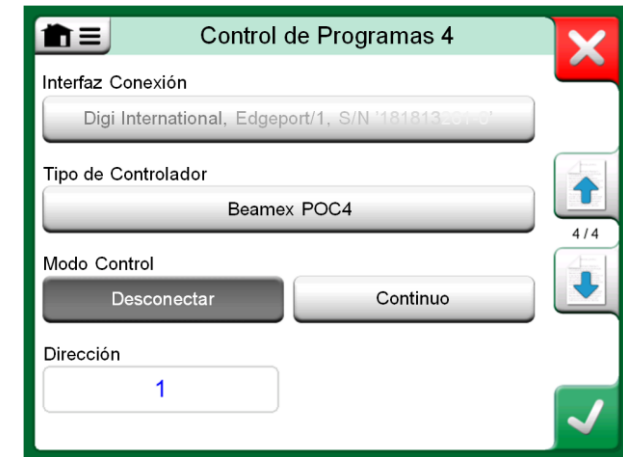 Control de Programas 4
Interfaz Conexión
Digi International, Edgeport/1, S/N
Tipo de Controlador
Beamex POC4
4 / 4
Modo Control
Desconectar
Continuo
Dirección
1